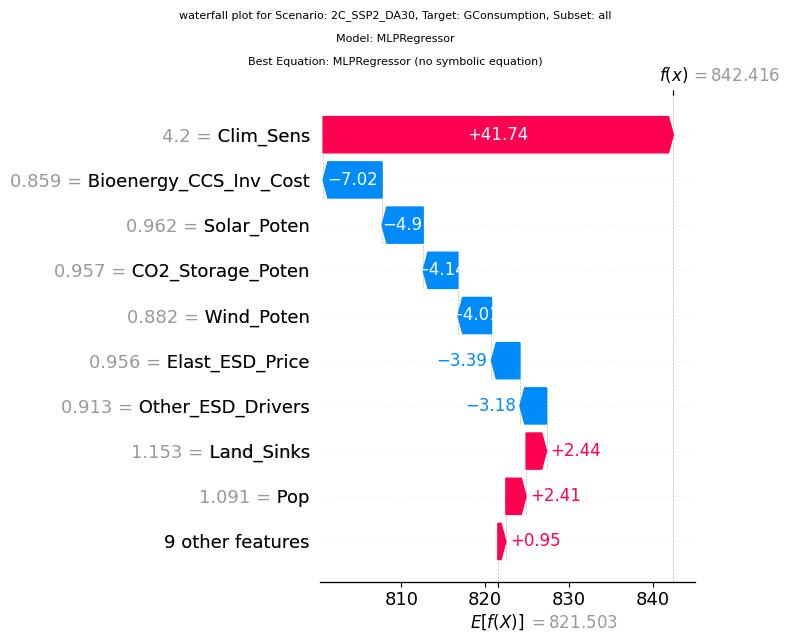 waterfall plot for Scenario: 2C_SSP2_DA30, Target: GConsumption, Subset: all
Model: MLPRegressor
Best Equation: MLPRegressor (no symbolic equation)
f(x) = 842.416
4.2 = Clim_Sens +41.74
0.859 = Bioenergy_CCS_Inv_Cost −7.02
0.962 = Solar_Poten −4.9
0.957 = CO2_Storage_Poten −4.14
0.882 = Wind_Poten
0.956 = Elast_ESD_Price −3.39
0.913 = Other_ESD_Drivers −3.18
1.153 = Land_Sinks +2.44
1.091 = Pop +2.41
9 other features +0.95
810 820 830 840
E[f(X)] = 821.503